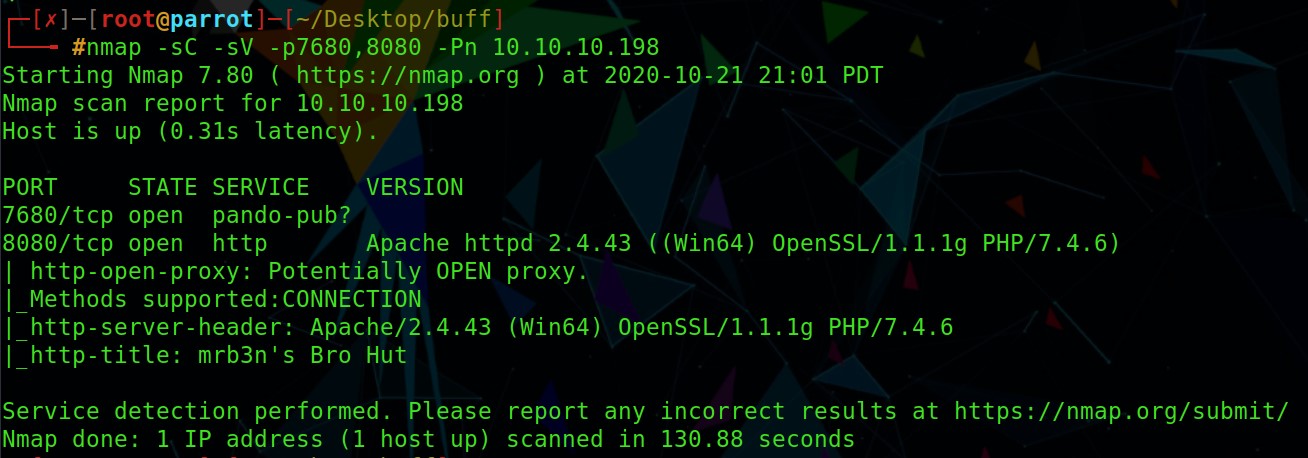 ┌─[✗]─[root@parrot]─[~/Desktop/buff]
└──╼ #nmap -sC -sV -p7680,8080 -Pn 10.10.10.198
Starting Nmap 7.80 ( https://nmap.org ) at 2020-10-21 21:01 PDT
Nmap scan report for 10.10.10.198
Host is up (0.31s latency).
PORT     STATE SERVICE    VERSION
7680/tcp open  pando-pub?
8080/tcp open  http       Apache httpd 2.4.43 ((Win64) OpenSSL/1.1.1g PHP/7.4.6)
| http-open-proxy: Potentially OPEN proxy.
|_Methods supported:CONNECTION
|_http-server-header: Apache/2.4.43 (Win64) OpenSSL/1.1.1g PHP/7.4.6
|_http-title: mrb3n's Bro Hut
Service detection performed. Please report any incorrect results at https://nmap.org/submit/
Nmap done: 1 IP address (1 host up) scanned in 130.88 seconds